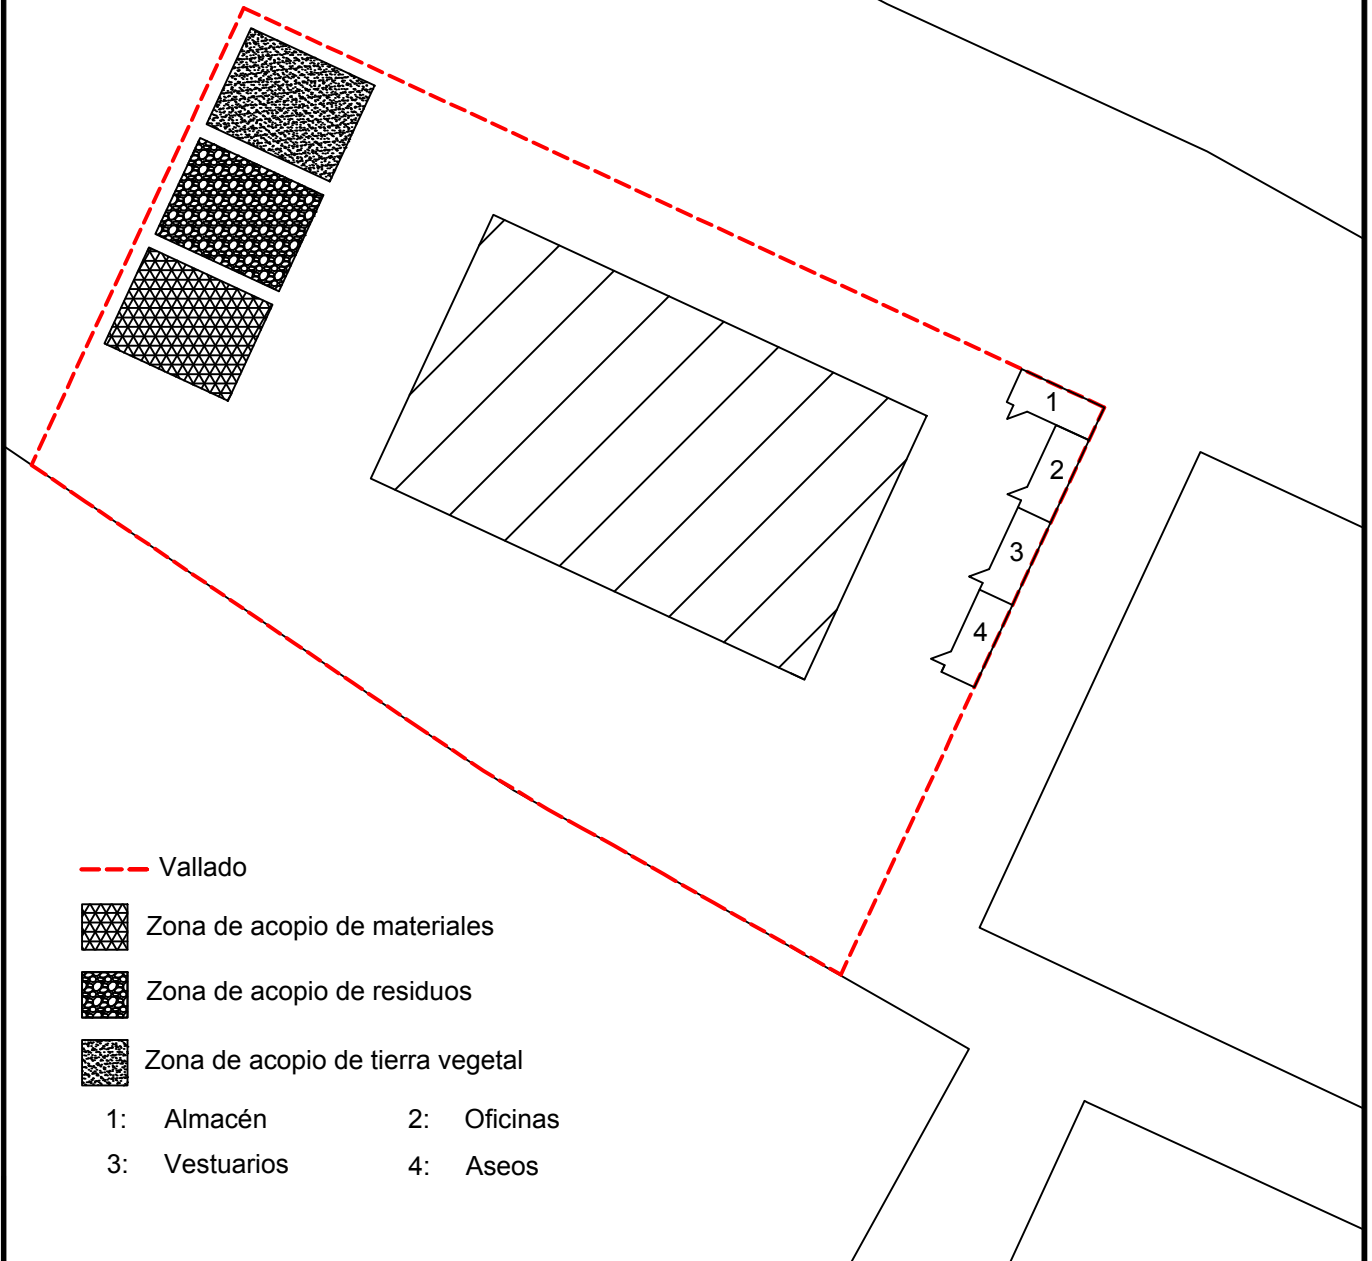 1
2
3
4
Vallado
Zona de acopio de materiales
Zona de acopio de residuos
Zona de acopio de tierra vegetal
1: Almacén 2: Oficinas
3: Vestuarios 4: Aseos